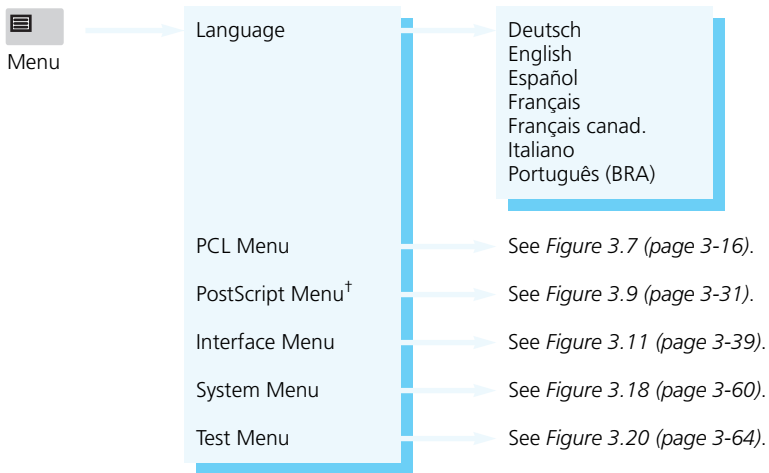 Menu
Language
Deutsch
English
Español
Français
Français canad.
Italiano
Português (BRA)
PCL Menu
See Figure 3.7 (page 3-16).
PostScript Menu†
See Figure 3.9 (page 3-31).
Interface Menu
See Figure 3.11 (page 3-39).
System Menu
See Figure 3.18 (page 3-60).
Test Menu
See Figure 3.20 (page 3-64).